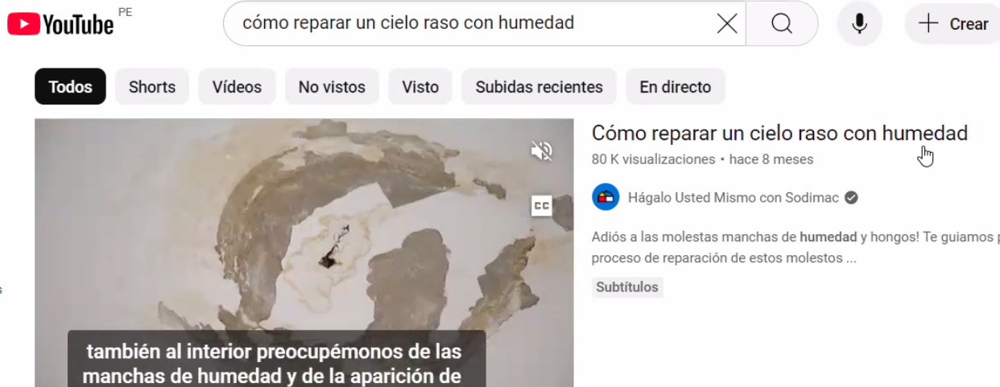 YouTube PE
cómo reparar un cielo raso con humedad
Crear
Todos
Shorts
Vídeos
No vistos
Visto
Subidas recientes
En directo
Cómo reparar un cielo raso con humedad
80 K visualizaciones • hace 8 meses
Hágalo Usted Mismo con Sodimac
Adiós a las molestas manchas de humedad y hongos! Te guiamos
proceso de reparación de estos molestos ...
Subtítulos
CC
también al interior preocupémonos de las
manchas de humedad y de la aparición de